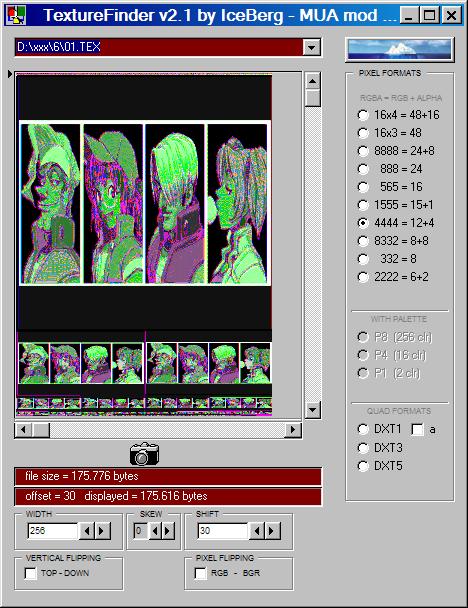 TextureFinder v2.1 by IceBerg - MUA mod ...
D:\xxx\6\01.TEX
PIXEL FORMATS
RGBA = RGB + ALPHA
16x4 = 48+16
16x3 = 48
8888 = 24+8
888 = 24
565 = 16
1555 = 15+1
4444 = 12+4
8332 = 8+8
332 = 8
2222 = 6+2
WITH PALETTE
P8 (256 clr)
P4 (16 clr)
P1 (2 clr)
QUAD FORMATS
DXT1 a
DXT3
DXT5
file size = 175.776 bytes
offset = 30 displayed = 175.616 bytes
WIDTH
256
SKEW
0
SHIFT
30
VERTICAL FLIPPING
TOP - DOWN
PIXEL FLIPPING
RGB - BGR